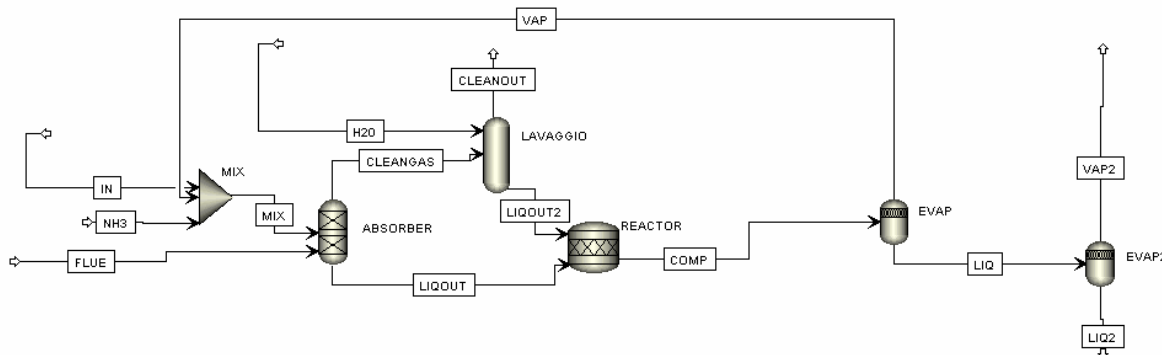 VAP
CLEANOUT
H20
LAVAGGIO
CLEANGAS
MIX
VAP2
IN
LIQOUT2
EVAP
MIX
NH3
ABSORBER
REACTOR
FLUE
COMP
LIQ
EVAP2
LIQOUT
LIQ2